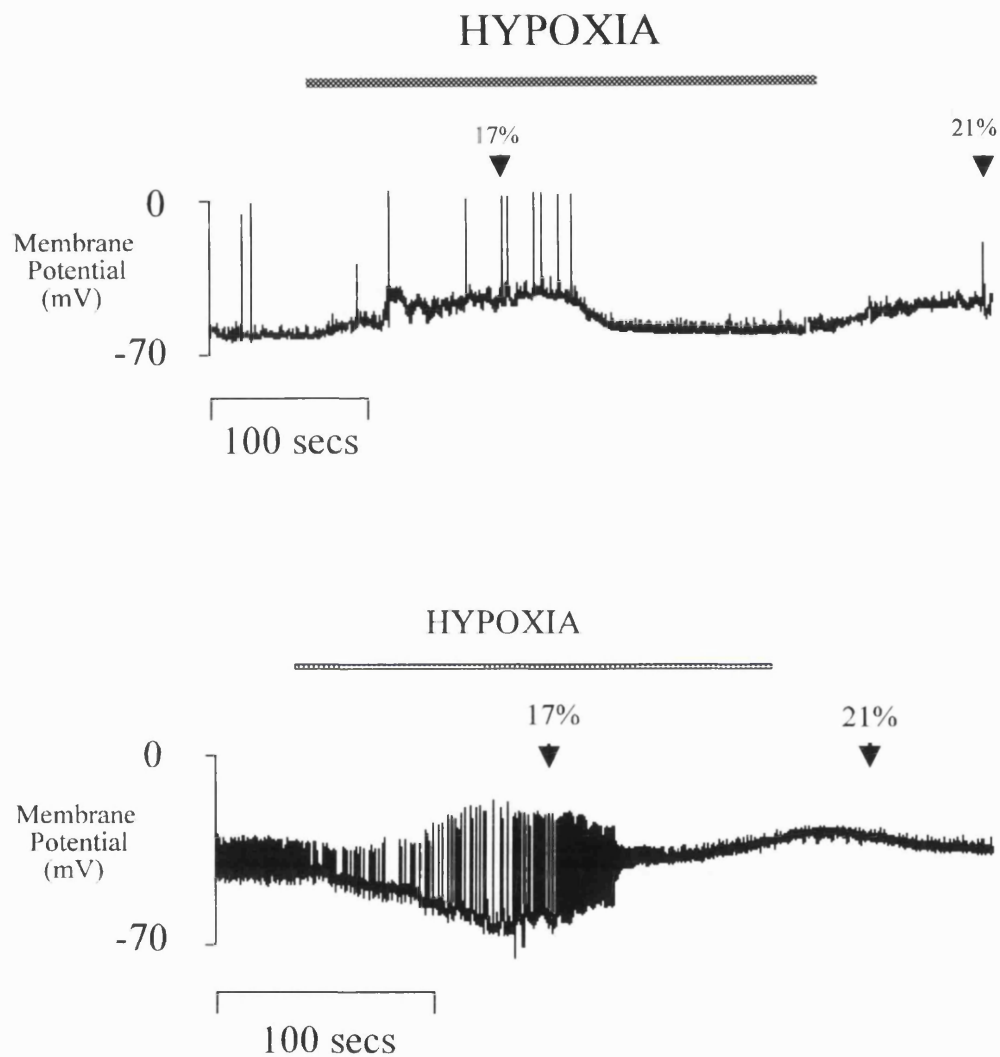 HYPOXIA
17%
21%
0
Membrane
Potential
(mV)
-70
100 secs
HYPOXIA
17%
21%
0
Membrane
Potential
(mV)
-70
100 secs